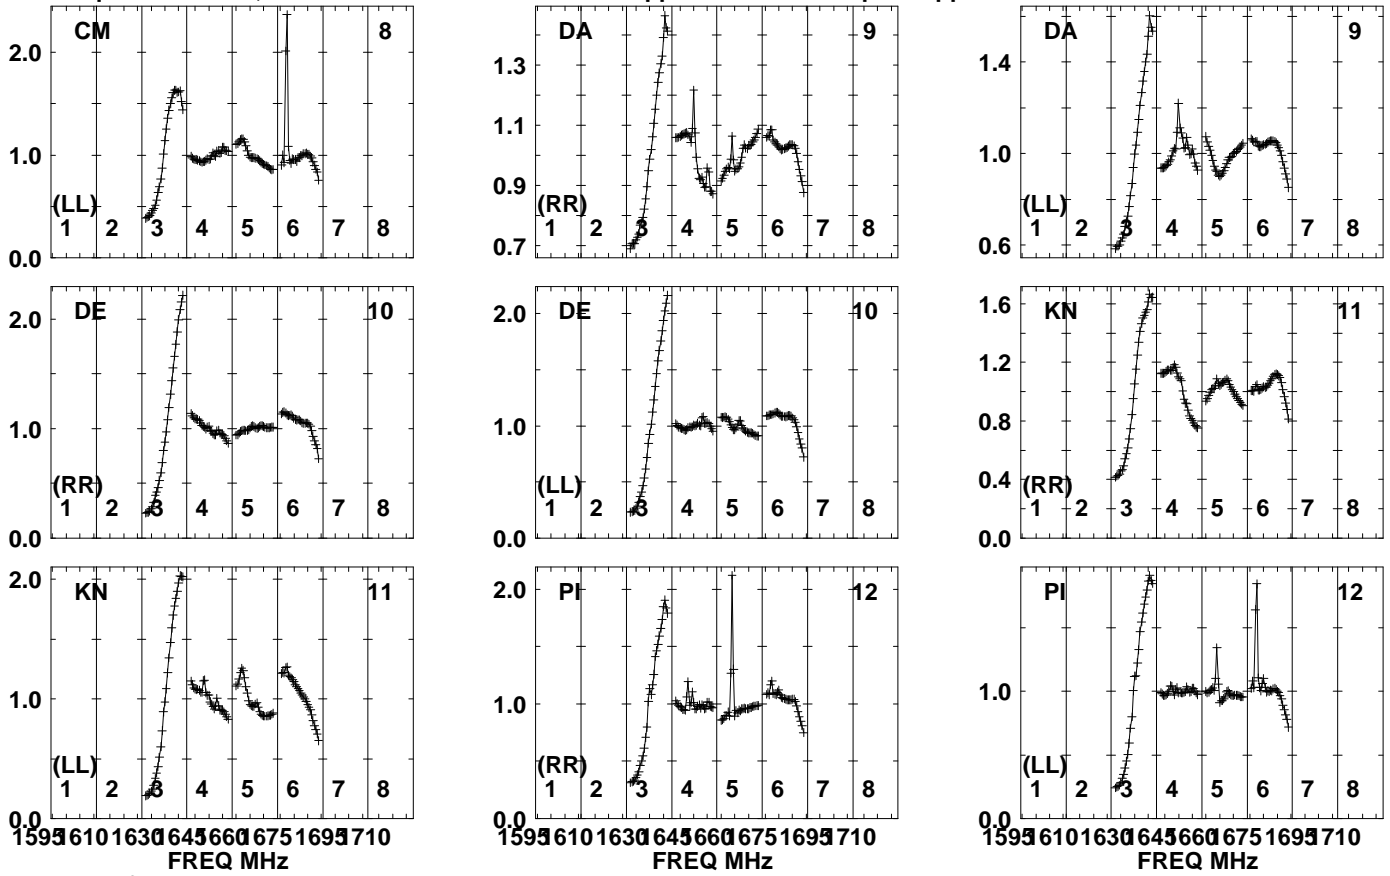 CM 8
2.0
1.0
(LL)
1 2 3 4 5 6 7 8
0.0
DA 9
1.3
1.1
0.9
(RR)
1 2 3 4 5 6 7 8
0.7
DA 9
1.4
1.0
(LL)
1 2 3 4 5 6 7 8
0.6
DE 10
2.0
1.0
(RR)
1 2 3 4 5 6 7 8
0.0
DE 10
2.0
1.0
(LL)
1 2 3 4 5 6 7 8
0.0
KN 11
1.6
1.2
0.8
0.4
(RR)
1 2 3 4 5 6 7 8
0.0
KN 11
2.0
1.0
(LL)
1 2 3 4 5 6 7 8
0.0
1595 1610 1630 1645 1660 1675 1695 1710
FREQ MHz
PI 12
2.0
1.0
(RR)
1 2 3 4 5 6 7 8
0.0
1595 1610 1630 1645 1660 1675 1695 1710
FREQ MHz
PI 12
1.0
(LL)
1 2 3 4 5 6 7 8
0.0
1595 1610 1630 1645 1660 1675 1695 1710
FREQ MHz